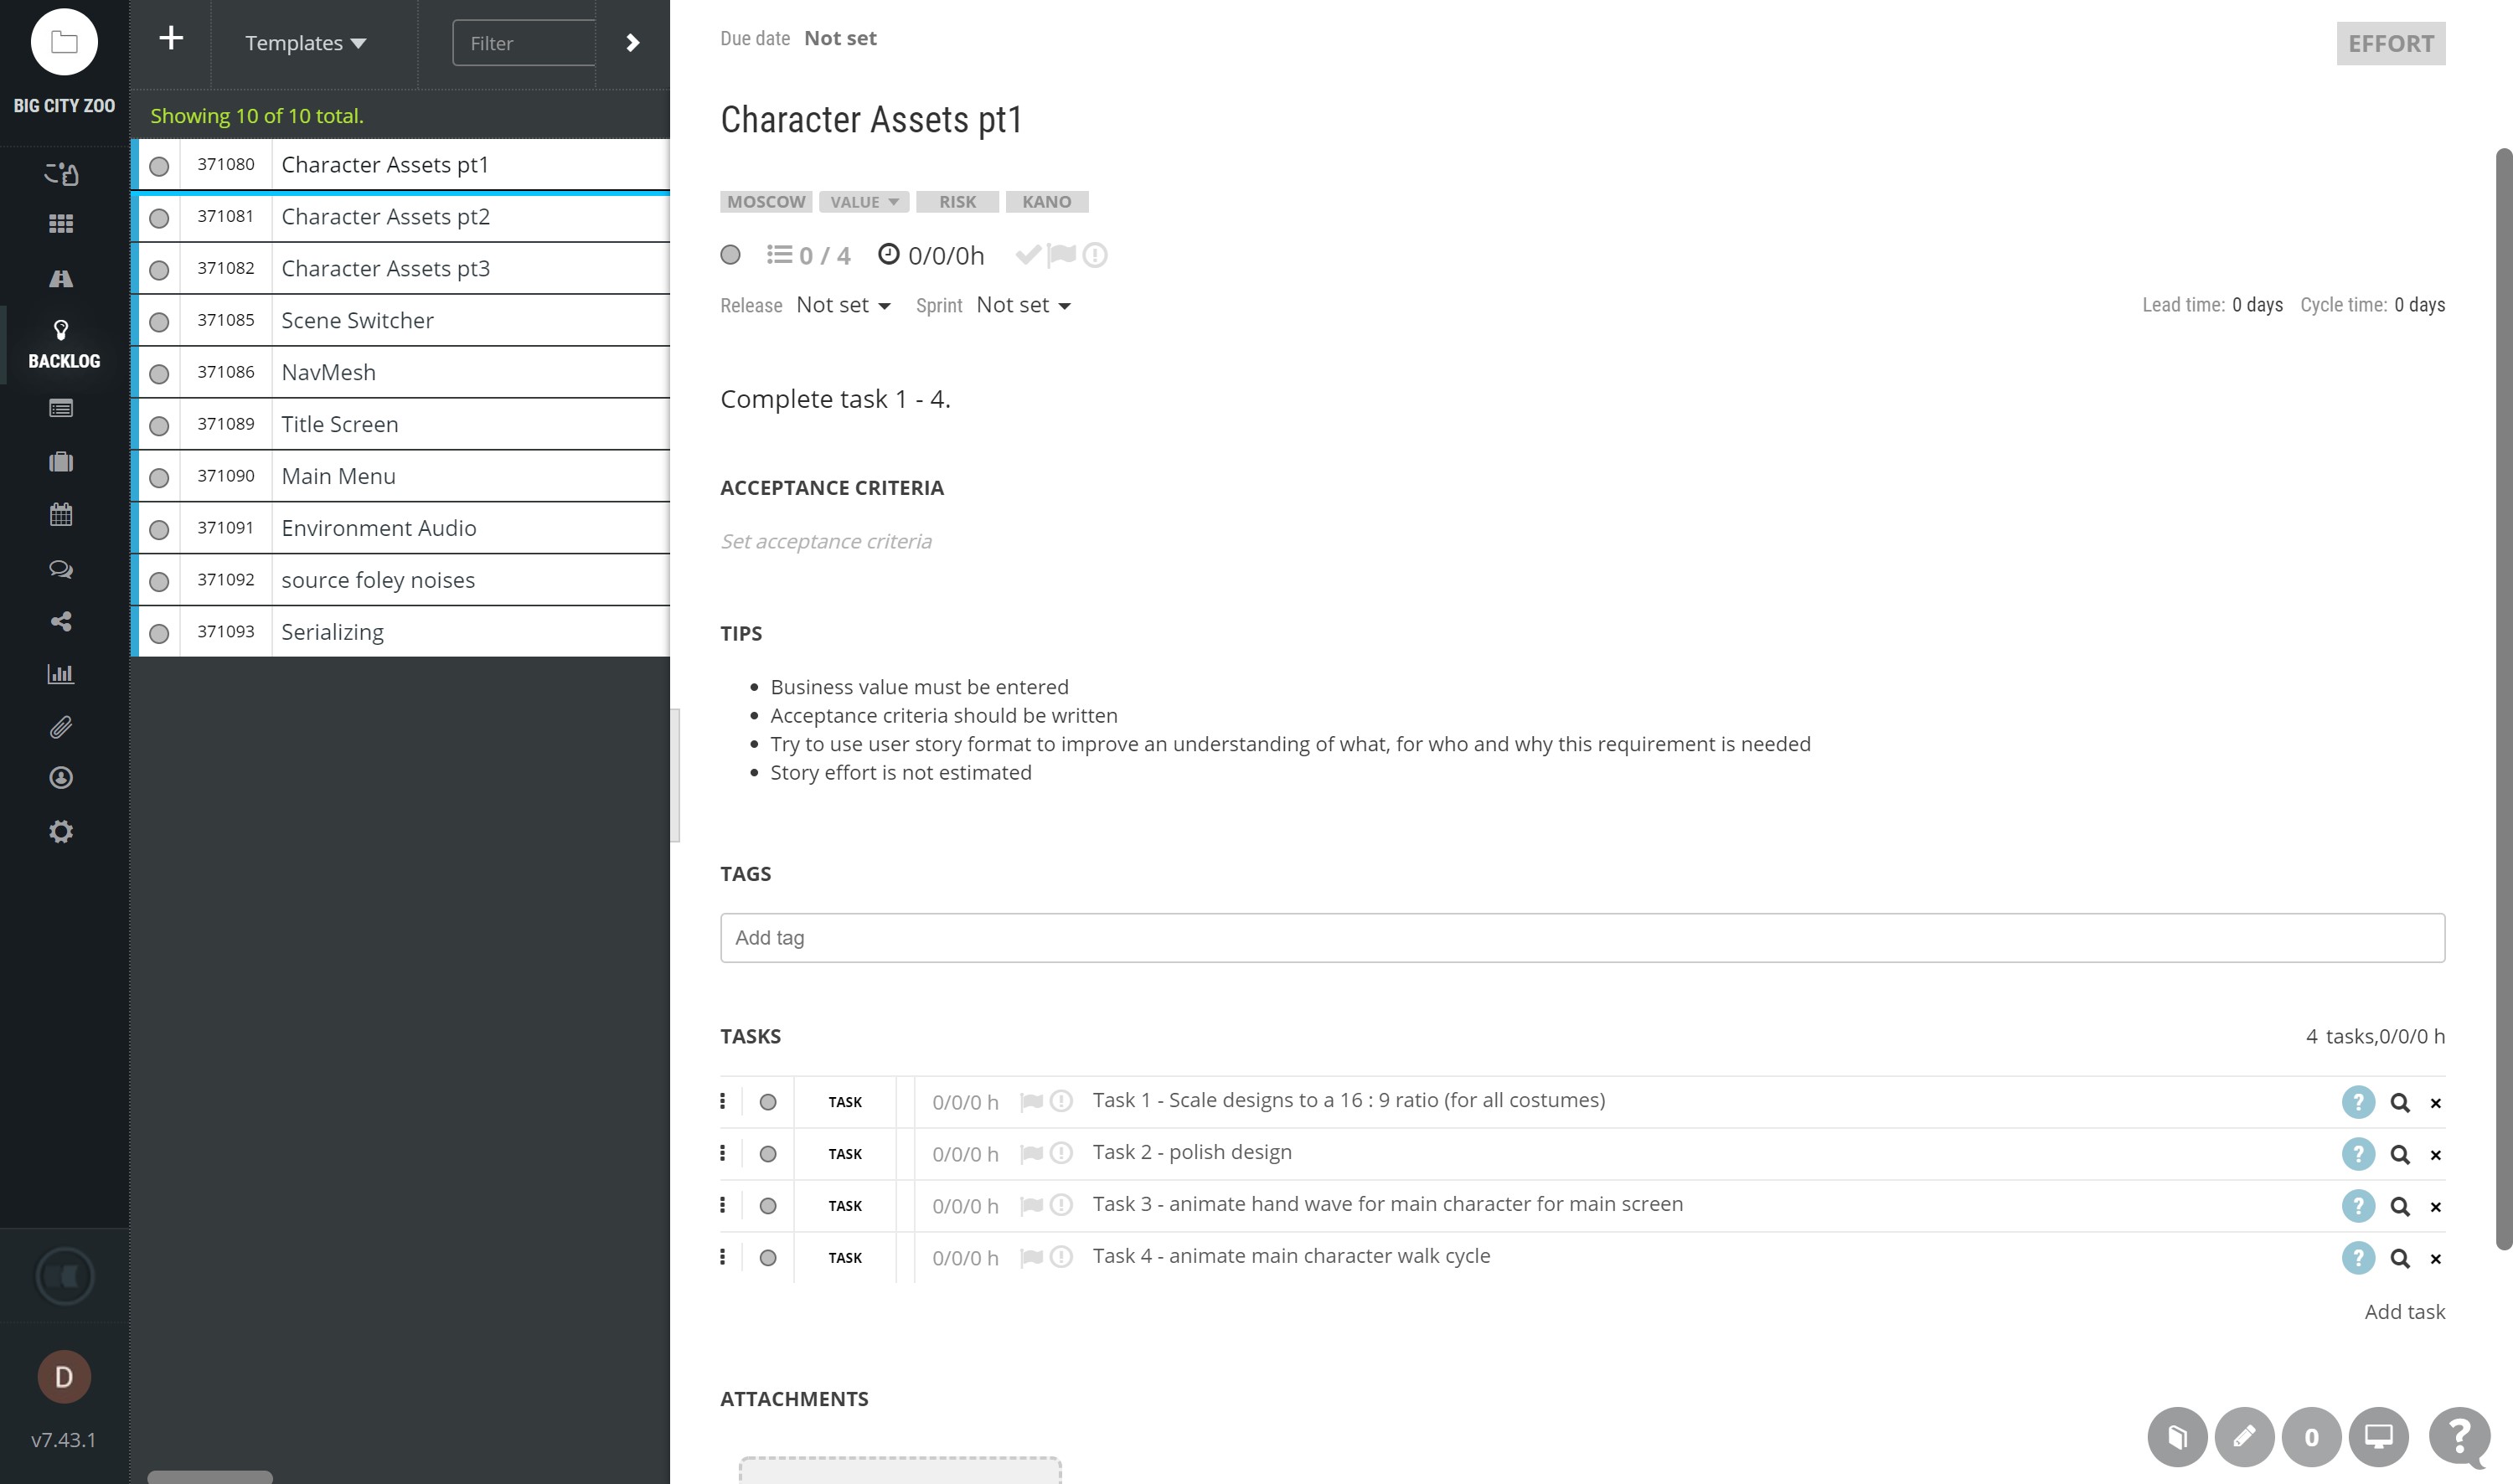 BIG CITY ZOO
BACKLOG
D
v7.43.1
+
Templates
Filter
Showing 10 of 10 total.
371080 Character Assets pt1
371081 Character Assets pt2
371082 Character Assets pt3
371085 Scene Switcher
371086 NavMesh
371089 Title Screen
371090 Main Menu
371091 Environment Audio
371092 source foley noises
371093 Serializing
Due date Not set
EFFORT
Character Assets pt1
MOSCOW VALUE RISK KANO
0 / 4 0/0/0h
Release Not set Sprint Not set Lead time: 0 days Cycle time: 0 days
Complete task 1 - 4.
ACCEPTANCE CRITERIA
Set acceptance criteria
TIPS
• Business value must be entered
• Acceptance criteria should be written
• Try to use user story format to improve an understanding of what, for who and why this requirement is needed
• Story effort is not estimated
TAGS
Add tag
TASKS 4 tasks,0/0/0 h
TASK 0/0/0 h Task 1 - Scale designs to a 16 : 9 ratio (for all costumes) ? ×
TASK 0/0/0 h Task 2 - polish design ? ×
TASK 0/0/0 h Task 3 - animate hand wave for main character for main screen ? ×
TASK 0/0/0 h Task 4 - animate main character walk cycle ? ×
Add task
ATTACHMENTS
0 ?